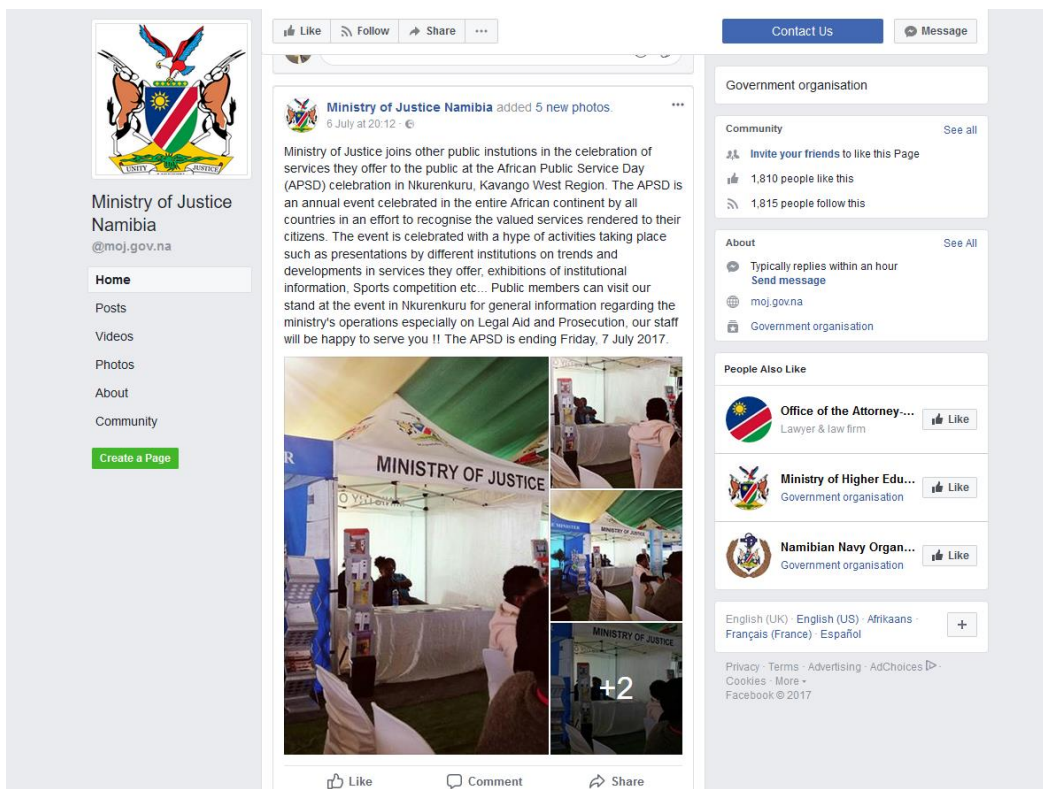 UNITY
JUSTICE
Ministry of Justice
Namibia
@moj.gov.na
Home
Posts
Videos
Photos
About
Community
Create a Page
Like
Follow
Share
Contact Us
Message
Ministry of Justice Namibia added 5 new photos.
6 July at 20:12 ·
Ministry of Justice joins other public instutions in the celebration of
services they offer to the public at the African Public Service Day
(APSD) celebration in Nkurenkuru, Kavango West Region. The APSD is
an annual event celebrated in the entire African continent by all
countries in an effort to recognise the valued services rendered to their
citizens. The event is celebrated with a hype of activities taking place
such as presentations by different institutions on trends and
developments in services they offer, exhibitions of institutional
information, Sports competition etc... Public members can visit our
stand at the event in Nkurenkuru for general information regarding the
ministry's operations especially on Legal Aid and Prosecution, our staff
will be happy to serve you !! The APSD is ending Friday, 7 July 2017.
R
MINISTRY OF JUSTICE
MINISTRY OF JUSTICE
MINISTRY OF JUSTICE
+2
Like
Comment
Share
Government organisation
Community
See all
Invite your friends to like this Page
1,810 people like this
1,815 people follow this
About
See All
Typically replies within an hour
Send message
moj.gov.na
Government organisation
People Also Like
Office of the Attorney-...
Lawyer & law firm
Like
Ministry of Higher Edu...
Government organisation
Like
Namibian Navy Organ...
Government organisation
Like
English (UK) · English (US) · Afrikaans ·
Français (France) · Español
+
Privacy · Terms · Advertising · AdChoices ·
Cookies · More
Facebook © 2017